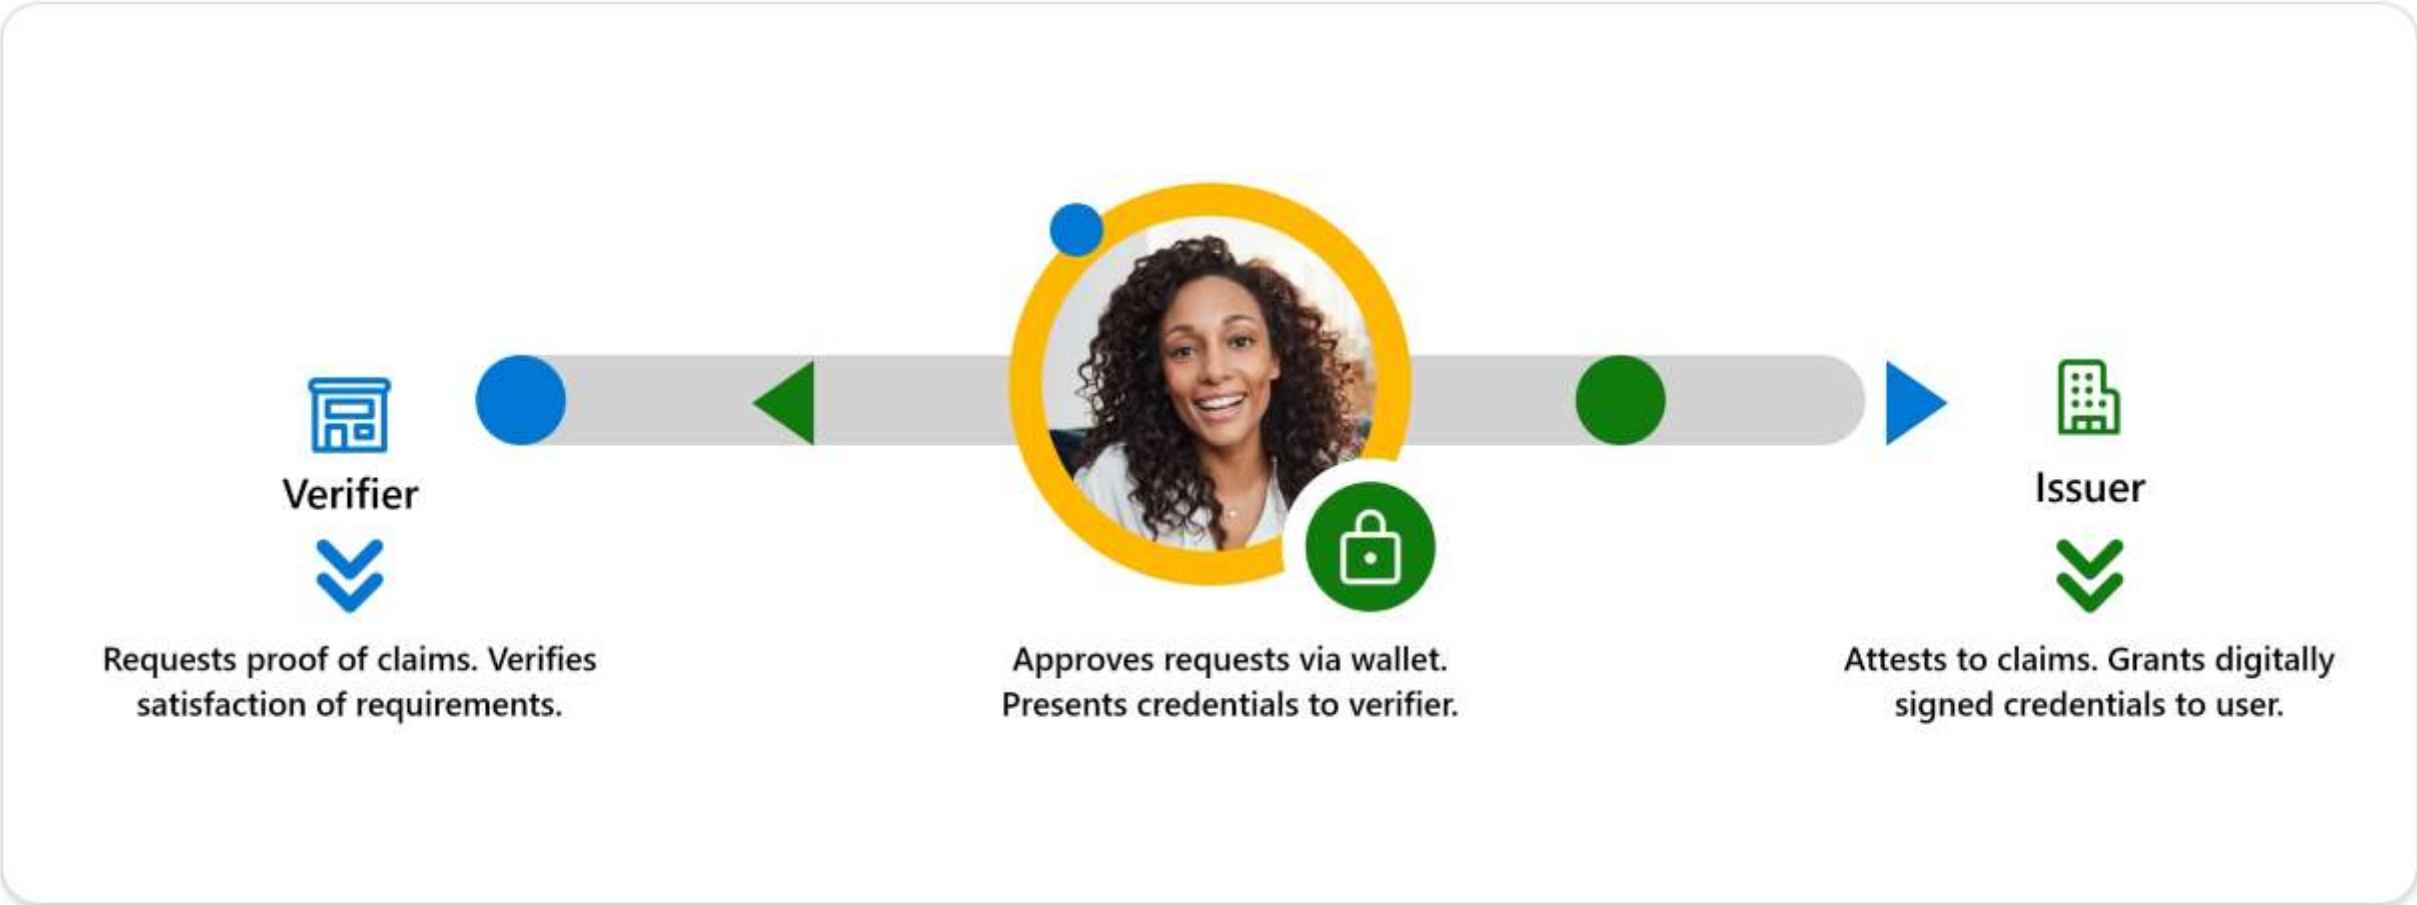 Verifier
Requests proof of claims. Verifies
satisfaction of requirements.
Approves requests via wallet.
Presents credentials to verifier.
Issuer
Attests to claims. Grants digitally
signed credentials to user.